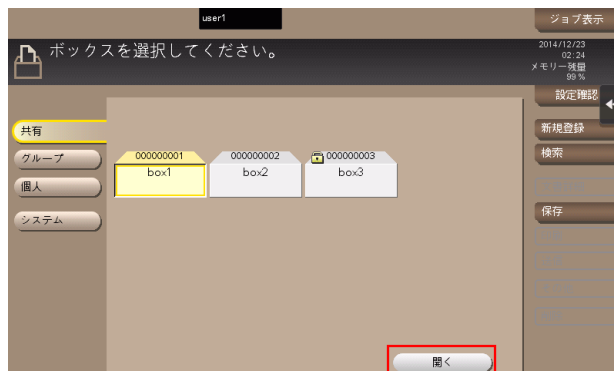 user1
ジョブ表示
ボックスを選択してください。
2014/12/23
02:24
メモリー残量
99 %
設定確認
共有
新規登録
グループ
000000001
000000002
000000003
検索
box1
box2
box3
個人
保存
システム
開く